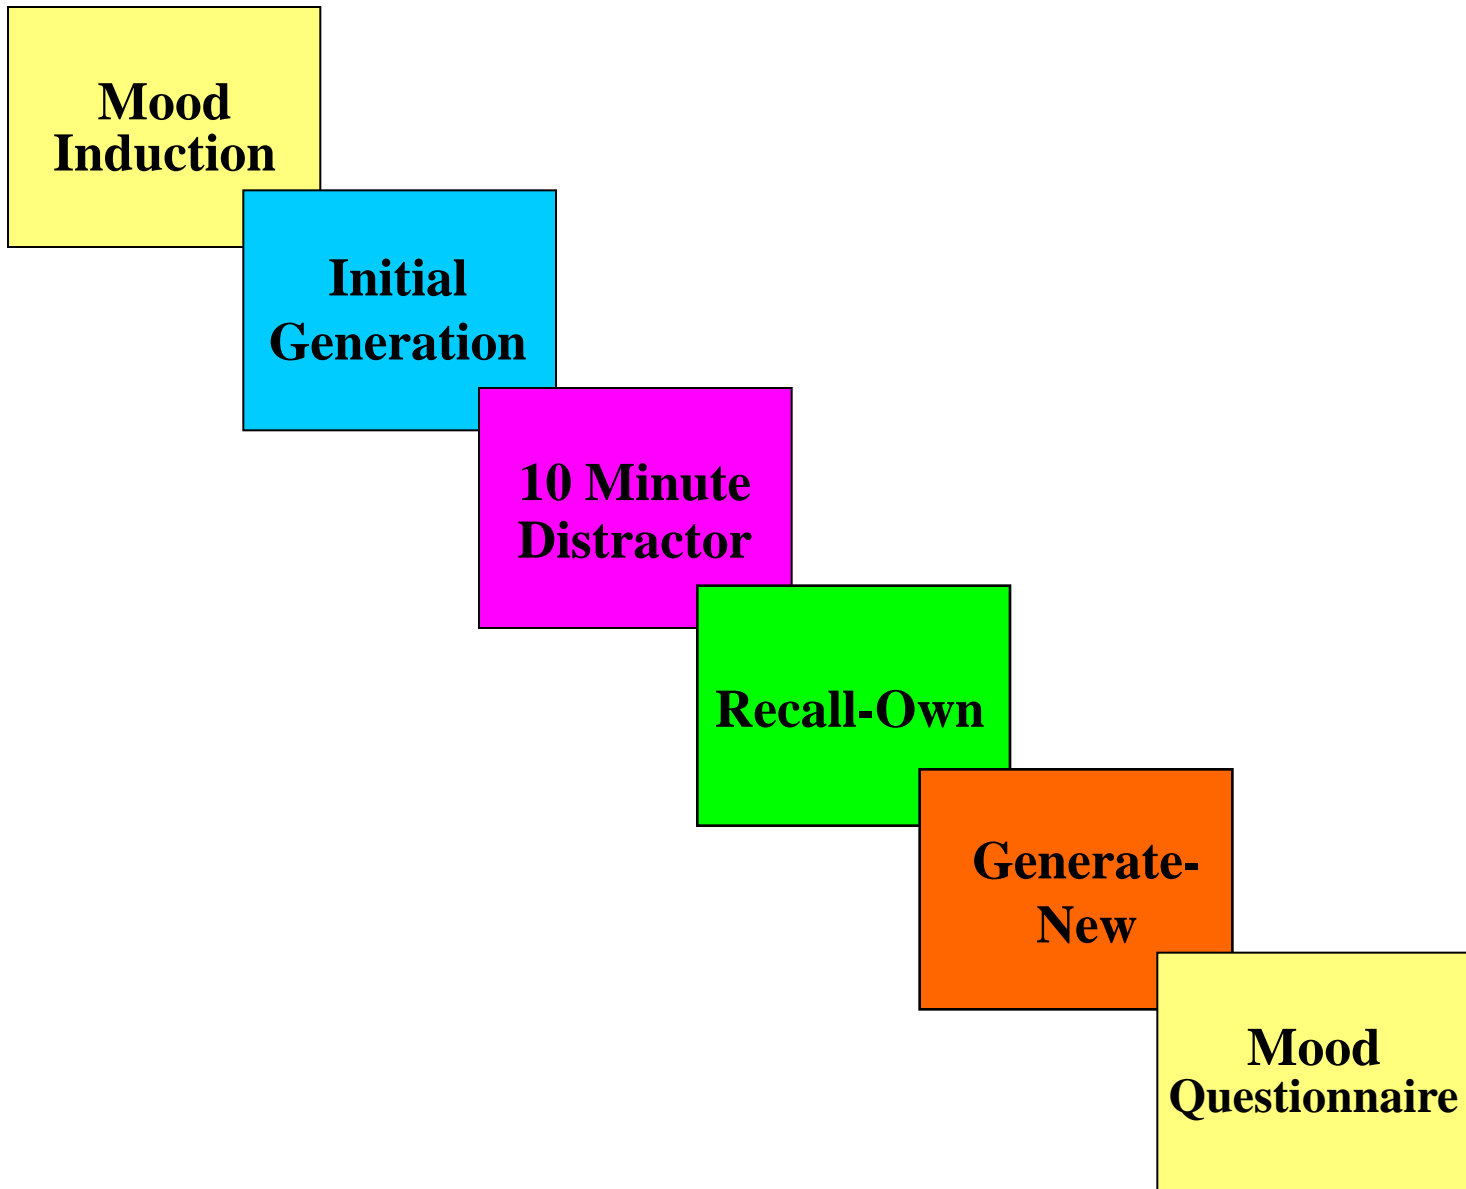 Mood
Induction
Initial
Generation
10 Minute
Distractor
Recall-Own
Generate-
New
Mood
Questionnaire